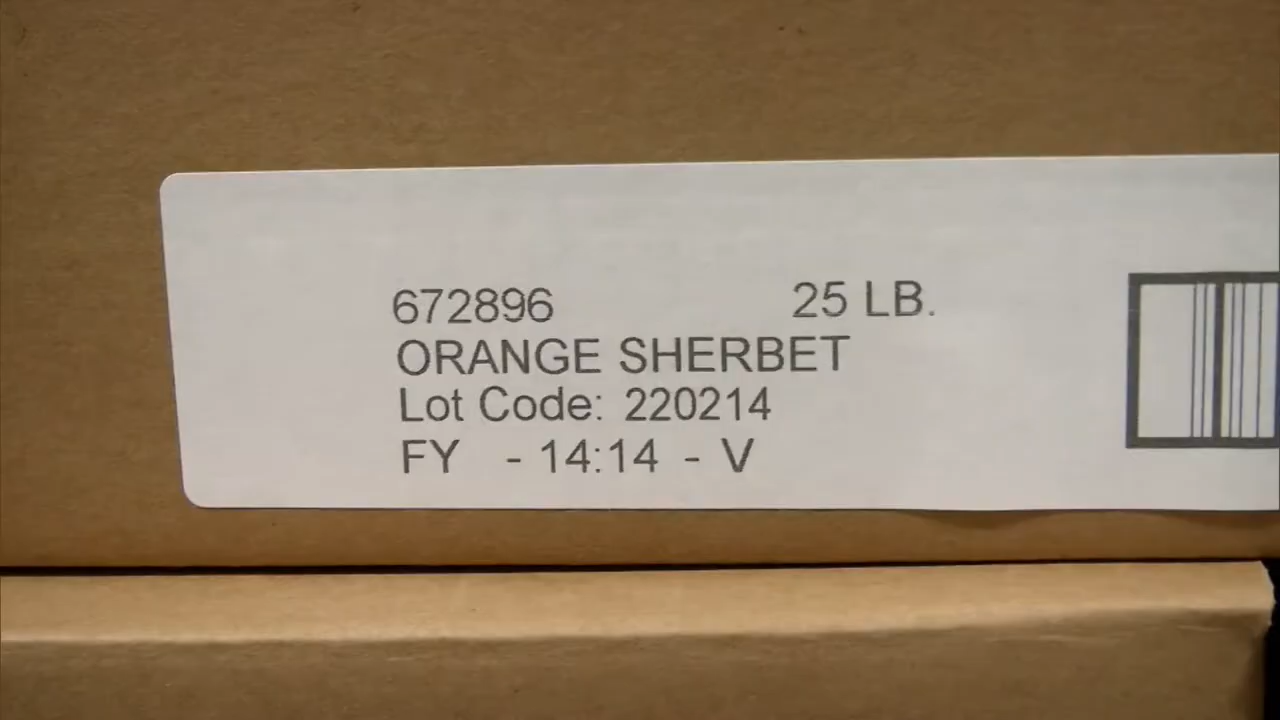 672896 25 LB.
ORANGE SHERBET
Lot Code: 220214
FY - 14:14 - V